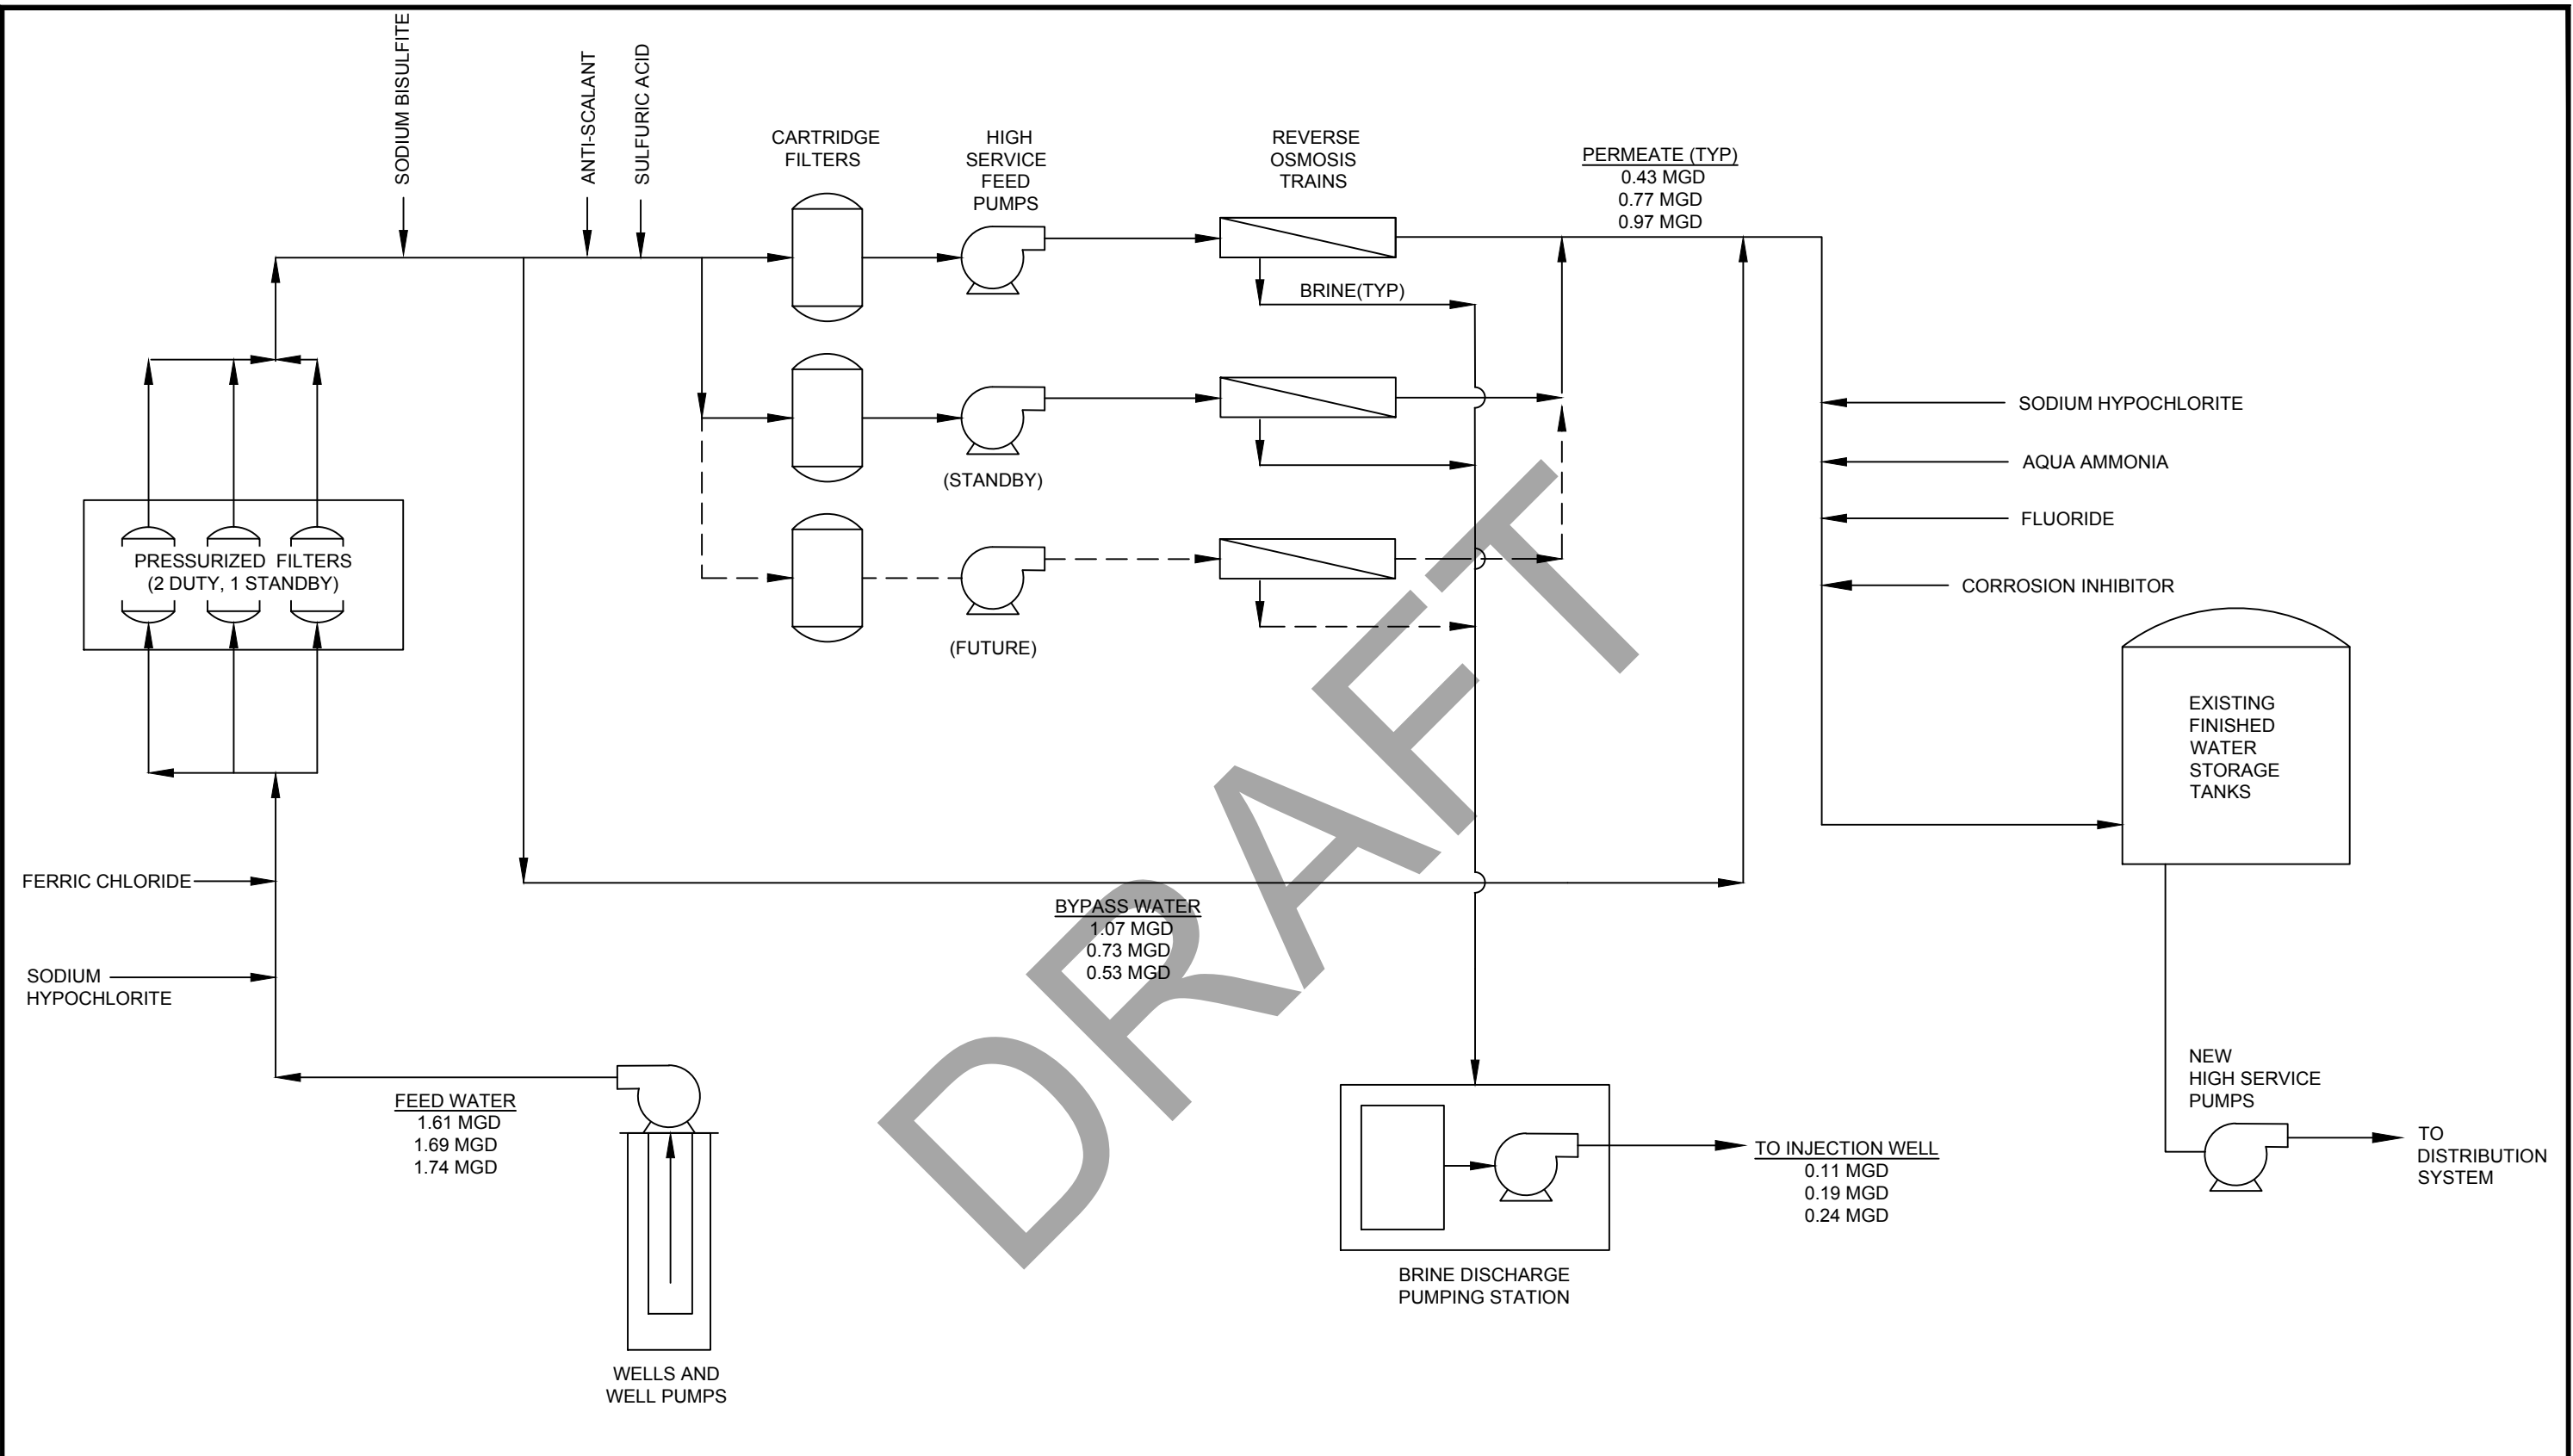 SODIUM BISULFITE
ANTI-SCALANT
SULFURIC ACID
CARTRIDGE
FILTERS
HIGH
SERVICE
FEED
PUMPS
REVERSE
OSMOSIS
TRAINS
PERMEATE (TYP)
0.43 MGD
0.77 MGD
0.97 MGD
BRINE(TYP)
(STANDBY)
(FUTURE)
PRESSURIZED FILTERS
(2 DUTY, 1 STANDBY)
SODIUM HYPOCHLORITE
AQUA AMMONIA
FLUORIDE
CORROSION INHIBITOR
EXISTING
FINISHED
WATER
STORAGE
TANKS
FERRIC CHLORIDE
SODIUM
HYPOCHLORITE
BYPASS WATER
1.07 MGD
0.73 MGD
0.53 MGD
FEED WATER
1.61 MGD
1.69 MGD
1.74 MGD
WELLS AND
WELL PUMPS
TO INJECTION WELL
0.11 MGD
0.19 MGD
0.24 MGD
BRINE DISCHARGE
PUMPING STATION
NEW
HIGH SERVICE
PUMPS
TO
DISTRIBUTION
SYSTEM
DRAFT